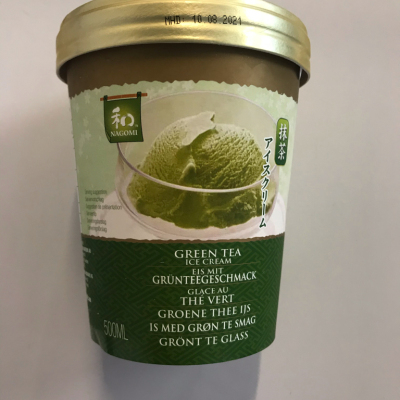 MHD: 10.08.2021
和
NAGOMI
抹茶
アイスクリーム
GREEN TEA
ICE CREAM
EIS MIT
GRÜNTEEGESCHMACK
GLACE AU
THÉ VERT
GROENE THEE IJS
IS MED GRØN TE SMAG
GRÖNT TE GLASS
500ML